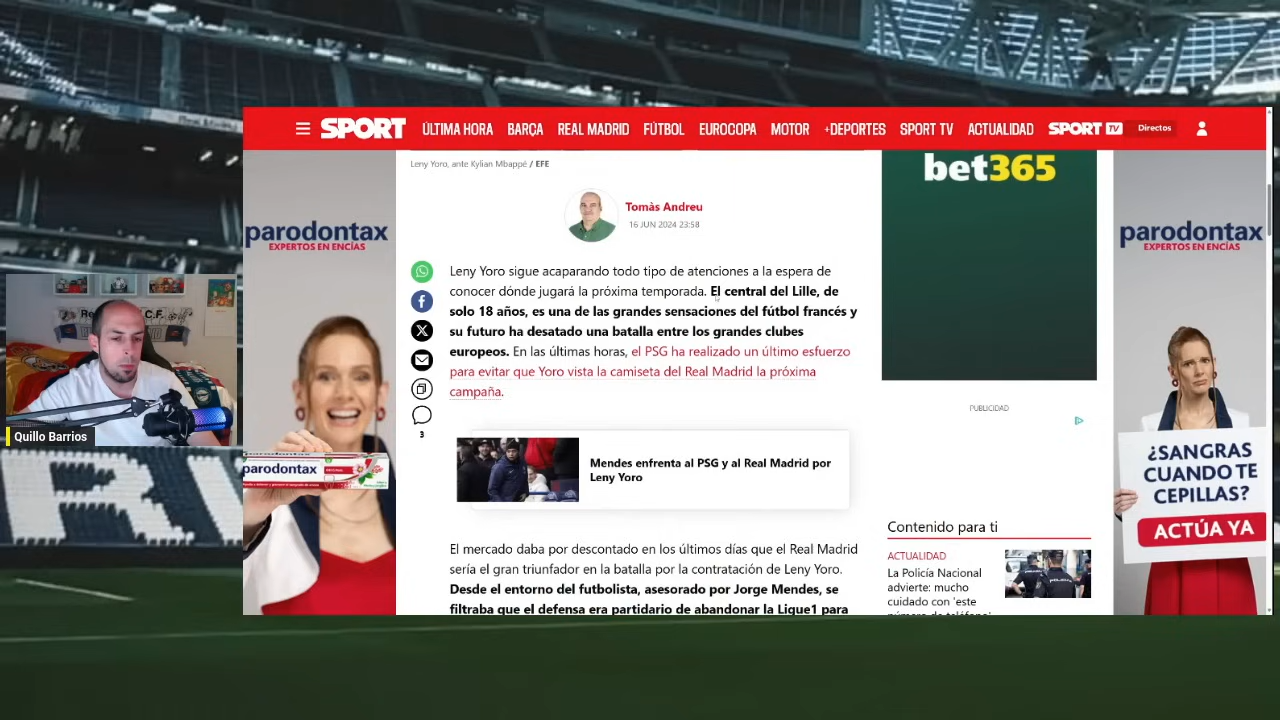 SPORT
ÚLTIMA HORA
BARÇA
REAL MADRID
FÚTBOL
EUROCOPA
MOTOR
+DEPORTES
SPORT TV
ACTUALIDAD
SPORT TV
Directos
Leny Yoro, ante Kylian Mbappé / EFE
Tomàs Andreu
16 JUN 2024 23:58
Leny Yoro sigue acaparando todo tipo de atenciones a la espera de
conocer dónde jugará la próxima temporada. El central del Lille, de
solo 18 años, es una de las grandes sensaciones del fútbol francés y
su futuro ha desatado una batalla entre los grandes clubes
europeos. En las últimas horas, el PSG ha realizado un último esfuerzo
para evitar que Yoro vista la camiseta del Real Madrid la próxima
campaña.
3
Mendes enfrenta al PSG y al Real Madrid por
Leny Yoro
El mercado daba por descontado en los últimos días que el Real Madrid
sería el gran triunfador en la batalla por la contratación de Leny Yoro.
Desde el entorno del futbolista, asesorado por Jorge Mendes, se
filtraba que el defensa era partidario de abandonar la Ligue1 para
bet365
PUBLICIDAD
Contenido para ti
ACTUALIDAD
La Policía Nacional
advierte: mucho
cuidado con 'este
número de teléfono'
parodontax
EXPERTOS EN ENCÍAS
parodontax
parodontax
EXPERTOS EN ENCÍAS
¿SANGRAS
CUANDO TE
CEPILLAS?
ACTÚA YA
Quillo Barrios
RI